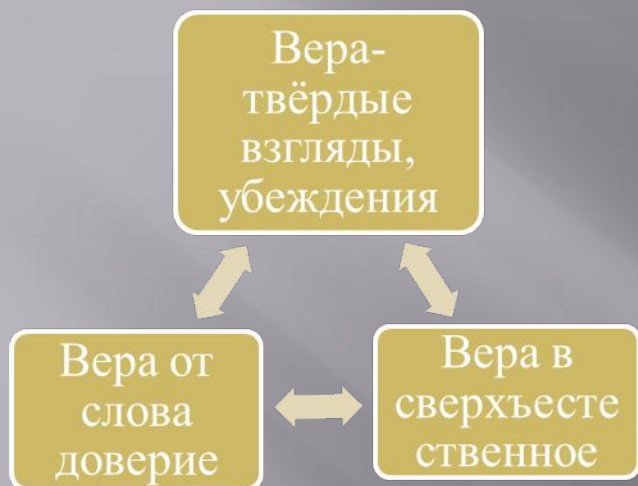 Вера-
твёрдые
взгляды,
убеждения
Вера от
слова
доверие
Вера в
сверхъесте
ственное